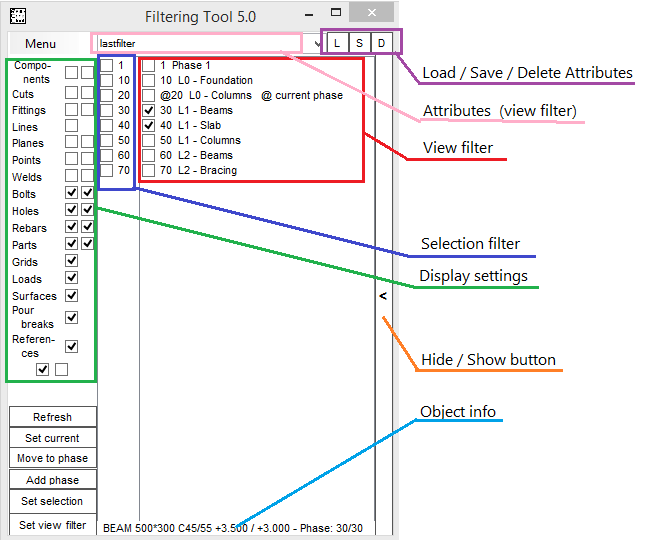 Filtering Tool 5.0
Menu
lastfilter
L S D
Compo-
nents
Cuts
Fittings
Lines
Planes
Points
Welds
Bolts
Holes
Rebars
Parts
Grids
Loads
Surfaces
Pour
breaks
Referen-
ces
1
10
20
30
40
50
60
70
1 Phase 1
10 L0 - Foundation
@20 L0 - Columns @ current phase
30 L1 - Beams
40 L1 - Slab
50 L1 - Columns
60 L2 - Beams
70 L2 - Bracing
<
Refresh
Set current
Move to phase
Add phase
Set selection
Set view filter
BEAM 500*300 C45/55 +3.500 / +3.000 - Phase: 30/30
Load / Save / Delete Attributes
Attributes (view filter)
View filter
Selection filter
Display settings
Hide / Show button
Object info